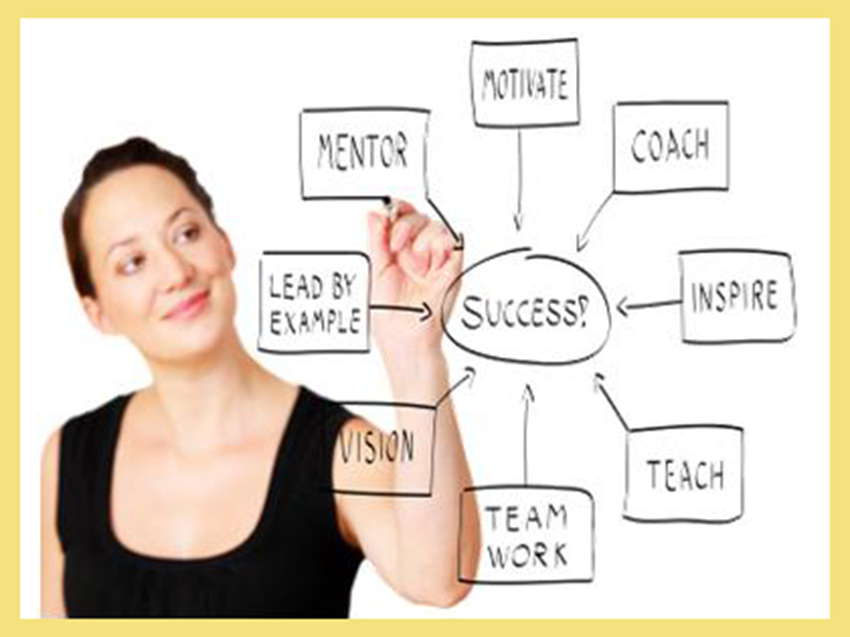 MOTIVATE
MENTOR
COACH
LEAD BY
EXAMPLE
SUCCESS!
INSPIRE
VISION
TEACH
TEAM
WORK